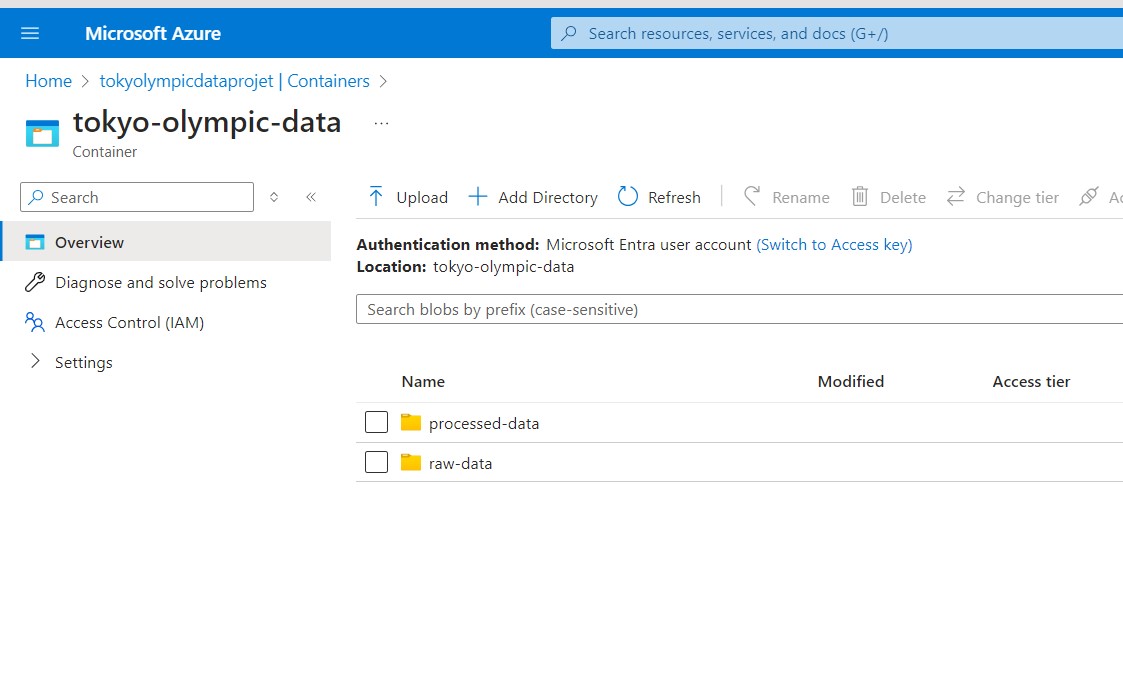 Microsoft Azure
Search resources, services, and docs (G+/)
Home > tokyolympicdataprojet | Containers >
tokyo-olympic-data ...
Container
Search
Overview
Diagnose and solve problems
Access Control (IAM)
Settings
Upload Add Directory Refresh Rename Delete Change tier
Authentication method: Microsoft Entra user account (Switch to Access key)
Location: tokyo-olympic-data
Search blobs by prefix (case-sensitive)
Name Modified Access tier
processed-data
raw-data